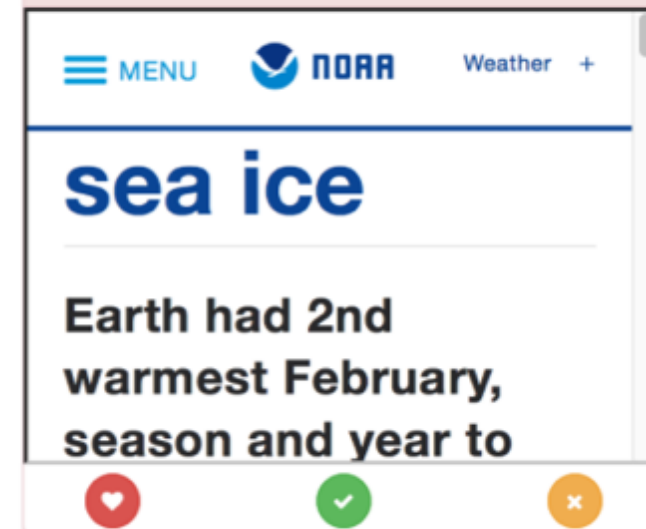 MENU NOAA Weather +
sea ice
Earth had 2nd
warmest February,
season and year to